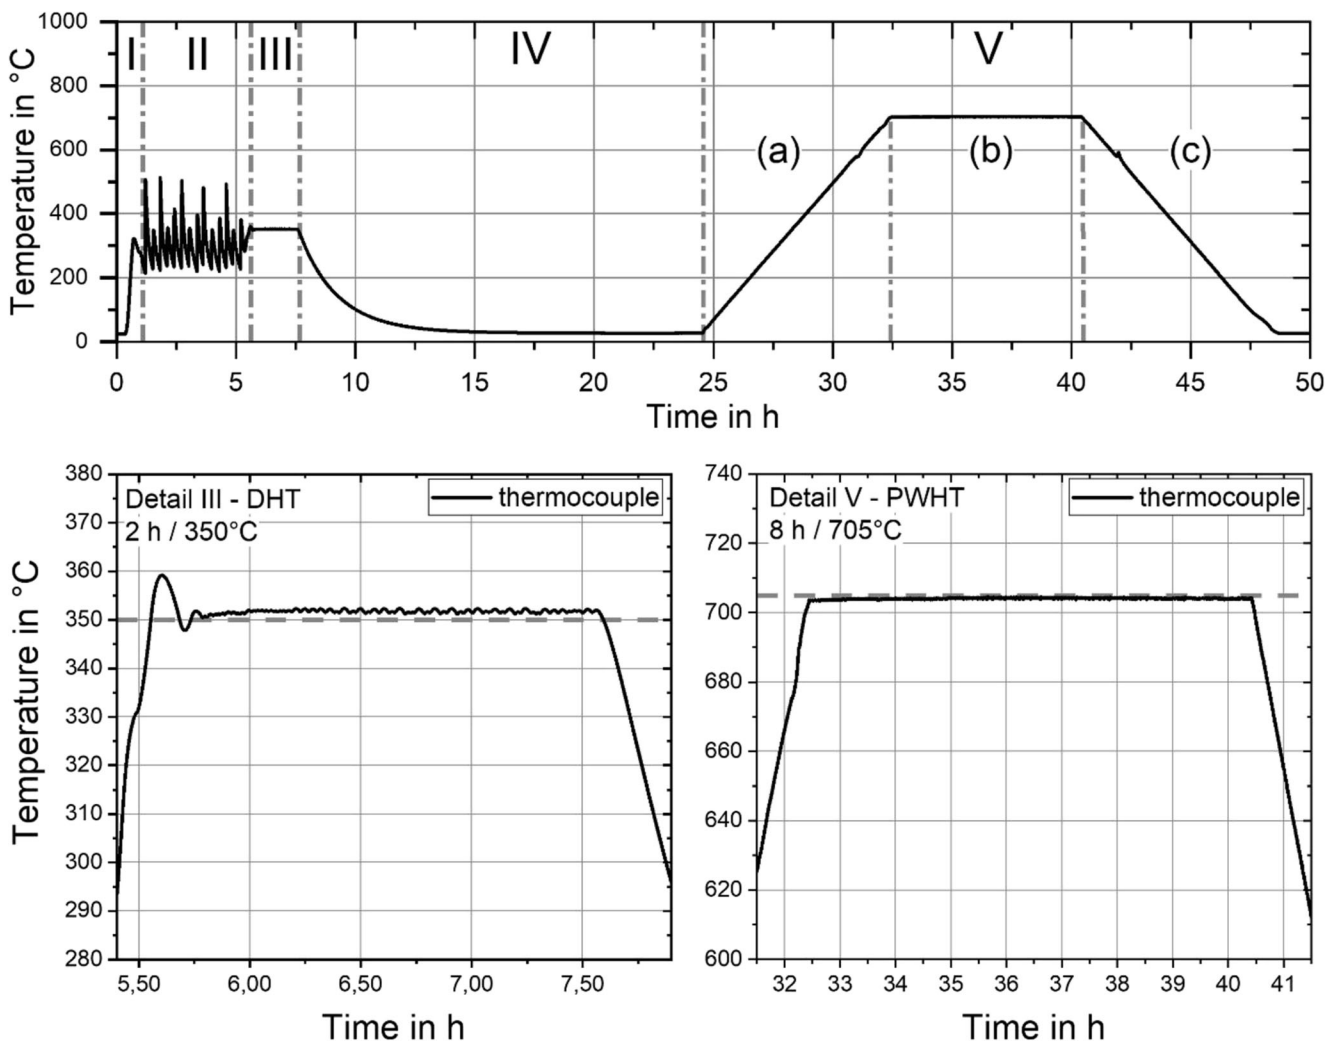 I II III IV V
1000
800
600
400
200
0
Temperature in °C
(a) (b) (c)
0 5 10 15 20 25 30 35 40 45 50
Time in h
Detail III - DHT
2 h / 350°C
thermocouple
380
370
360
350
340
330
320
310
300
290
280
Temperature in °C
5,50 6,00 6,50 7,00 7,50
Time in h
Detail V - PWHT
8 h / 705°C
thermocouple
740
720
700
680
660
640
620
600
32 33 34 35 36 37 38 39 40 41
Time in h